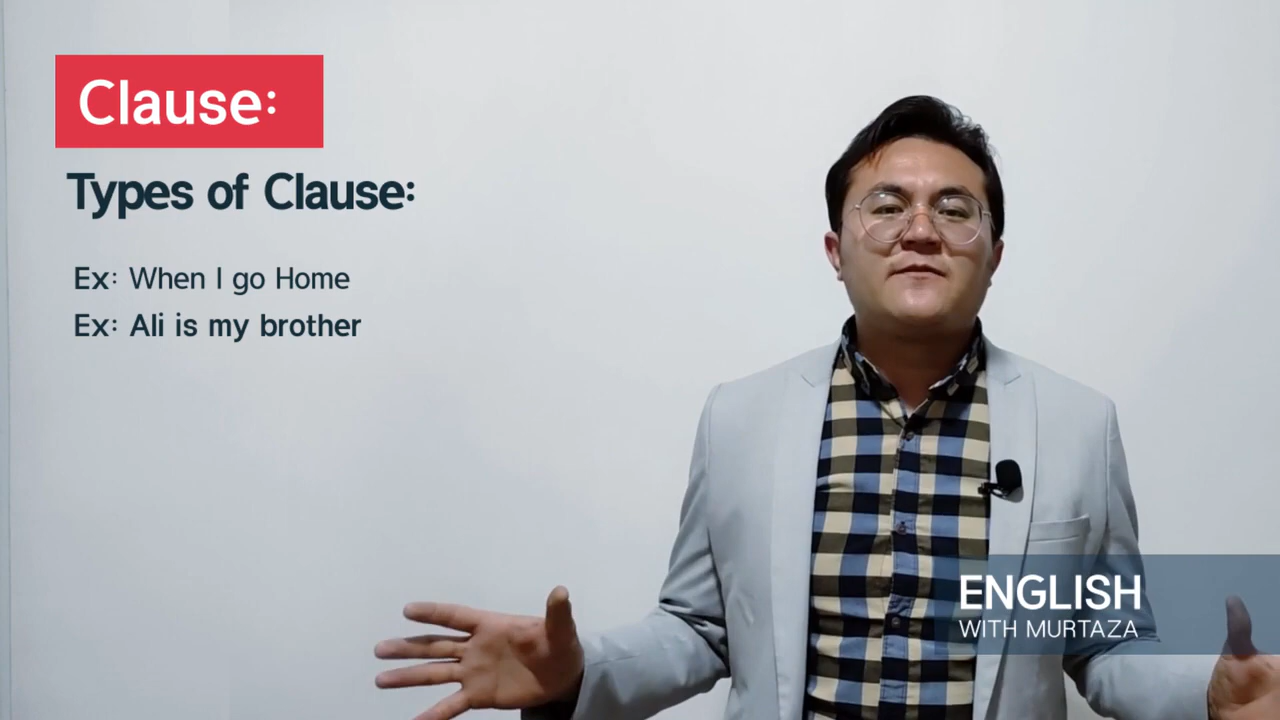 Clause:
Types of Clause:
Ex: When I go Home
Ex: Ali is my brother
ENGLISH
WITH MURTAZA